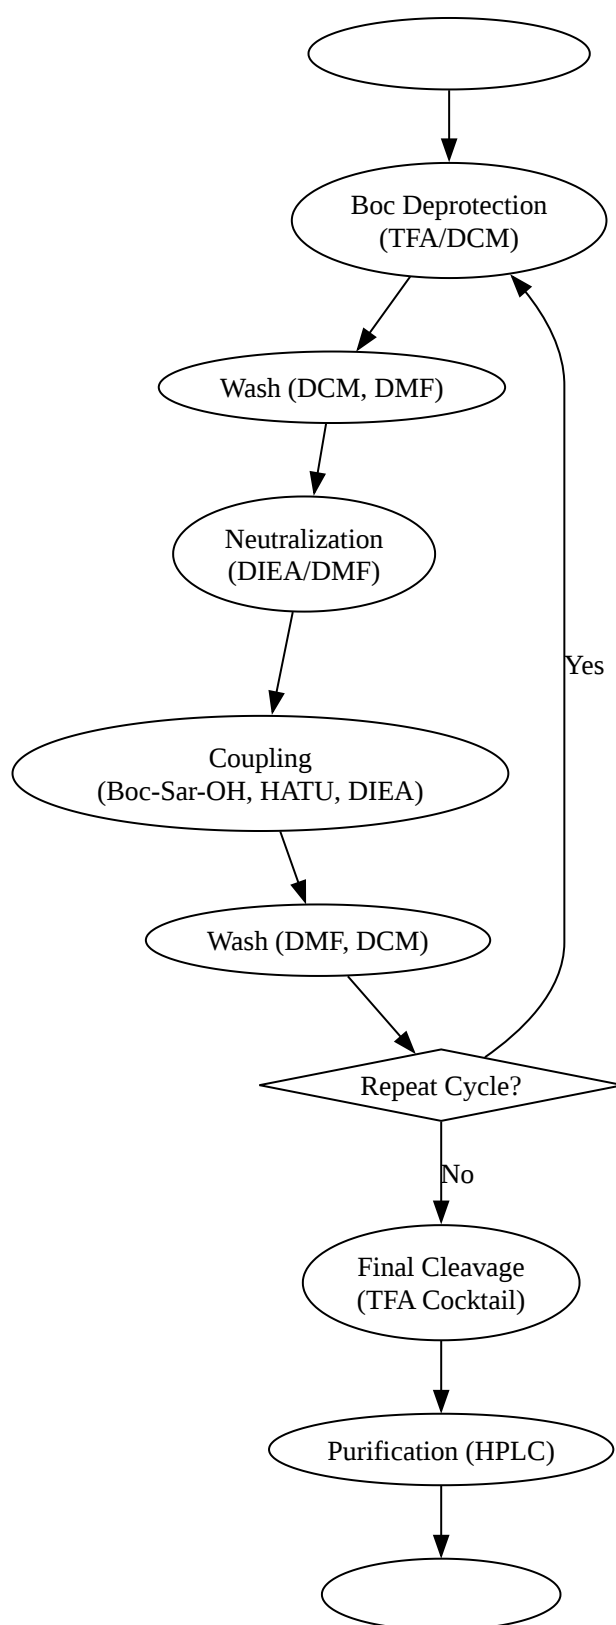 Boc Deprotection
(TFA/DCM)
Wash (DCM, DMF)
Neutralization
(DIEA/DMF)
Yes
Coupling
(Boc-Sar-OH, HATU, DIEA)
Wash (DMF, DCM)
Repeat Cycle?
No
Final Cleavage
(TFA Cocktail)
Purification (HPLC)